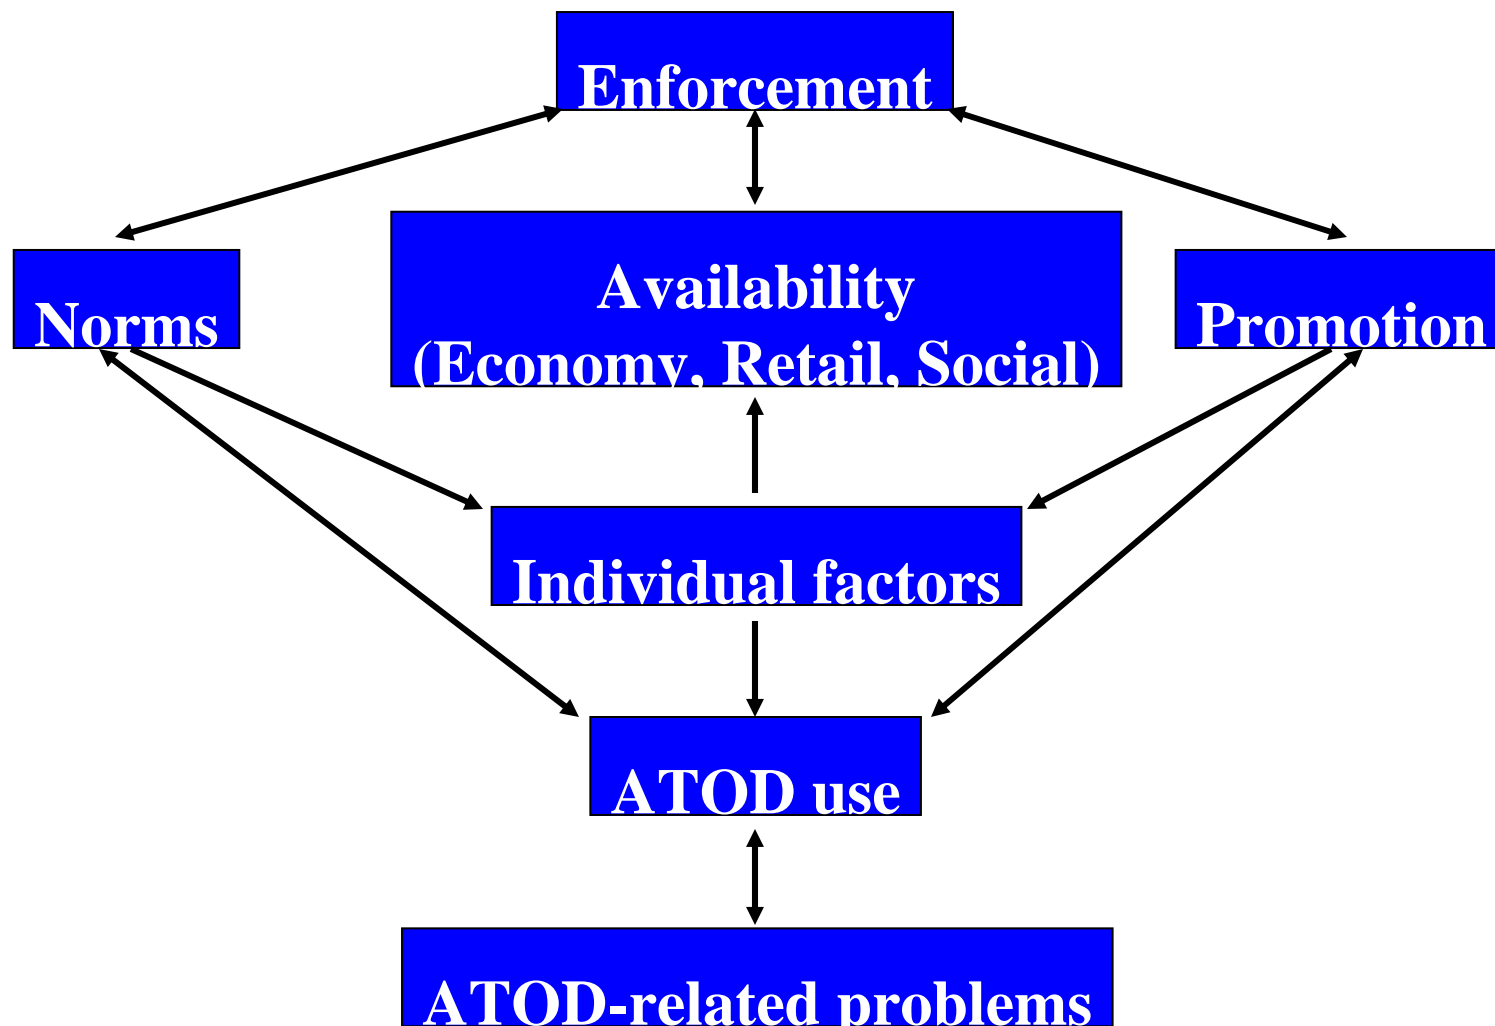 Enforcement
Availability
(Economy, Retail, Social)
Norms
Promotion
Individual factors
ATOD use
ATOD-related problems